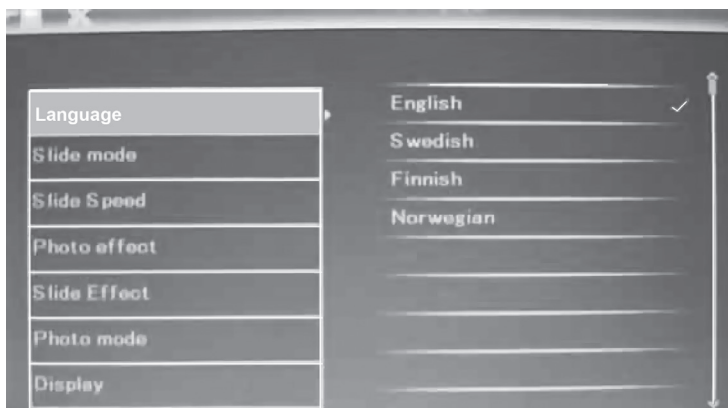 Language
Slide mode
Slide Speed
Photo effect
Slide Effect
Photo mode
Display
English
Swedish
Finnish
Norwegian